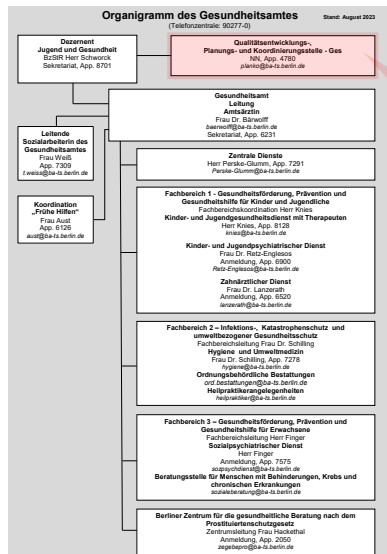 Organigramm des Gesundheitsamtes
Stand: August 2023
(Telefonzentrale: 90277-0)
Dezernent
Jugend und Gesundheit
BzStR Herr Schworck
Sekretariat, App. 8701
Qualitätsentwicklungs-,
Planungs- und Koordinierungsstelle - Ges
NN, App. 4780
planko@ba-ts.berlin.de
Gesundheitsamt
Leitung
Amtsärztin
Frau Dr. Bärwolff
baerwolff@ba-ts.berlin.de
Sekretariat, App. 6231
Leitende
Sozialarbeiterin des
Gesundheitsamtes
Frau Weiß
App. 7309
t.weiss@ba-ts.berlin.de
Zentrale Dienste
Herr Perske-Glumm, App. 7291
Perske-Glumm@ba-ts.berlin.de
Koordination
„Frühe Hilfen"
Frau Aust
App. 6126
aust@ba-ts.berlin.de
Fachbereich 1 - Gesundheitsförderung, Prävention und
Gesundheitshilfe für Kinder und Jugendliche
Fachbereichskoordination Herr Knies
Kinder- und Jugendgesundheitsdienst mit Therapeuten
Herr Knies, App. 8128
knies@ba-ts.berlin.de
Kinder- und Jugendpsychiatrischer Dienst
Frau Dr. Retz-Englesos
Anmeldung, App. 6900
Retz-Englesos@ba-ts.berlin.de
Zahnärztlicher Dienst
Frau Dr. Lanzerath
Anmeldung, App. 6520
lanzerath@ba-ts.berlin.de
Fachbereich 2 – Infektions-, Katastrophenschutz und
umweltbezogener Gesundheitsschutz
Fachbereichsleitung Frau Dr. Schilling
Hygiene und Umweltmedizin
Frau Dr. Schilling, App. 7278
hygiene@ba-ts.berlin.de
Ordnungsbehördliche Bestattungen
ord.bestattungen@ba-ts.berlin.de
Heilpraktikerangelegenheiten
heilpraktiker@ba-ts.berlin.de
Fachbereich 3 – Gesundheitsförderung, Prävention und
Gesundheitshilfe für Erwachsene
Fachbereichsleitung Herr Finger
Sozialpsychiatrischer Dienst
Herr Finger
Anmeldung, App. 7575
sozpsychdienst@ba-ts.berlin.de
Beratungsstelle für Menschen mit Behinderungen, Krebs und
chronischen Erkrankungen
sozialeberatung@ba-ts.berlin.de
Berliner Zentrum für die gesundheitliche Beratung nach dem
Prostituiertenschutzgesetz
Zentrumsleitung Frau Hackethal
Anmeldung, App. 2050
zegebepro@ba-ts.berlin.de